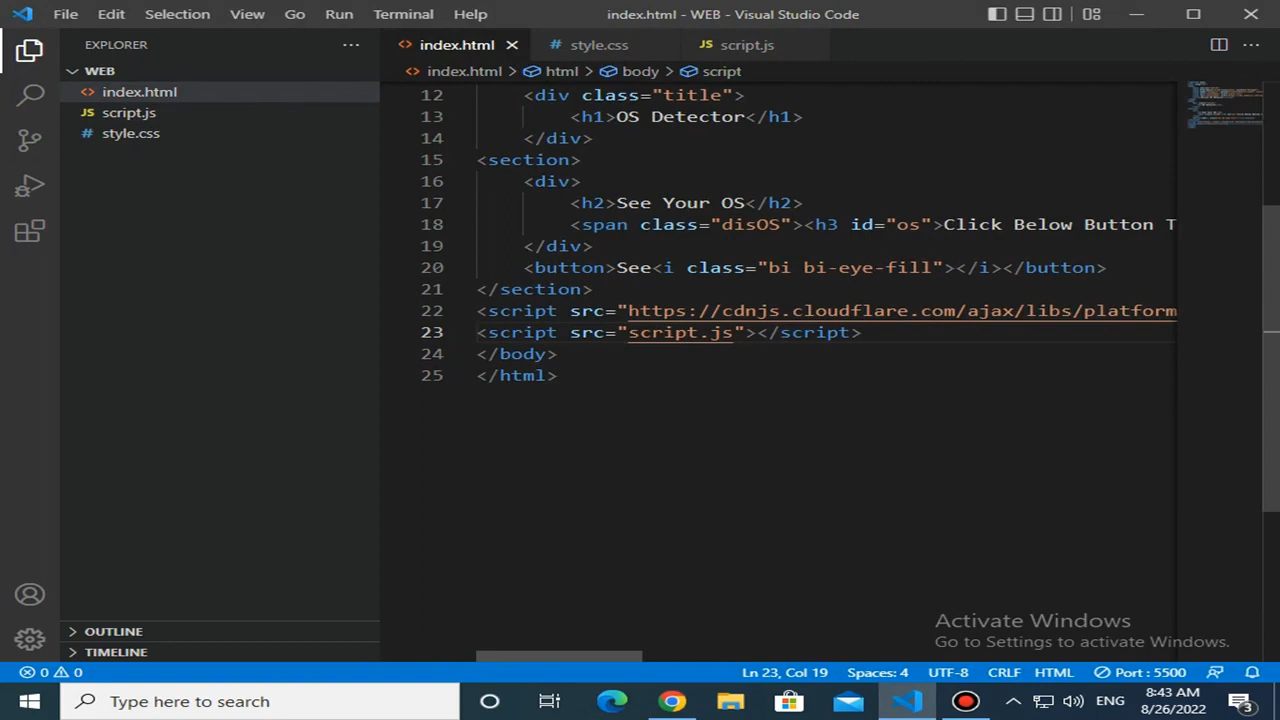 File Edit Selection View Go Run Terminal Help
index.html - WEB - Visual Studio Code
EXPLORER
WEB
index.html
JS script.js
# style.css
OUTLINE
TIMELINE
<> index.html
# style.css
JS script.js
<> index.html > html > body > script
12 <div class="title">
13 <h1>OS Detector</h1>
14 </div>
15 <section>
16 <div>
17 <h2>See Your OS</h2>
18 <span class="disOS"><h3 id="os">Click Below Button T
19 </div>
20 <button>See<i class="bi bi-eye-fill"></i></button>
21 </section>
22 <script src="https://cdnjs.cloudflare.com/ajax/libs/platform
23 <script src="script.js"></script>
24 </body>
25 </html>
Activate Windows
Go to Settings to activate Windows.
0 0
Ln 23, Col 19 Spaces: 4 UTF-8 CRLF HTML Port : 5500
Type here to search
ENG
8:43 AM
8/26/2022
3